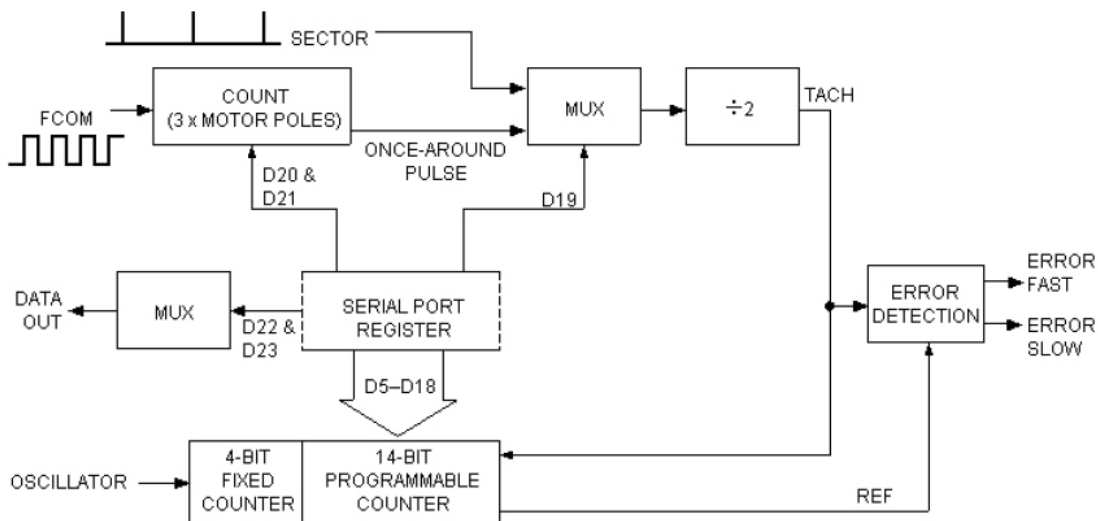 SECTOR
COUNT
(3 x MOTOR POLES)
FCOM
MUX
÷2
TACH
ONCE-AROUND
PULSE
D20 &
D21
D19
DATA
OUT
MUX
D22 &
D23
SERIAL PORT
REGISTER
ERROR
DETECTION
ERROR
FAST
ERROR
SLOW
D5–D18
OSCILLATOR
4-BIT
FIXED
COUNTER
14-BIT
PROGRAMMABLE
COUNTER
REF